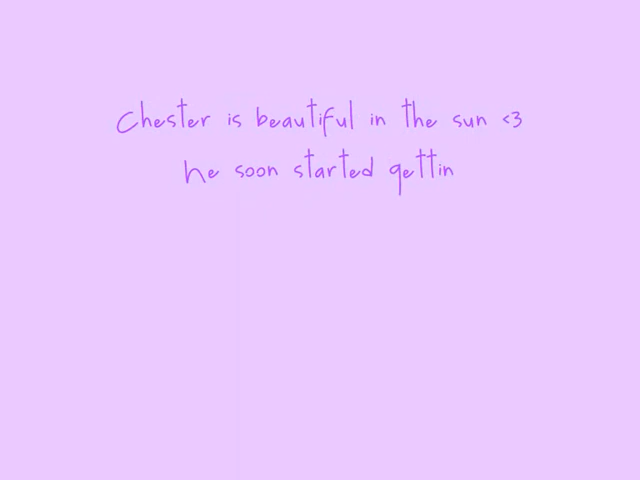 Chester is beautiful in the sun <3
he soon started gettin